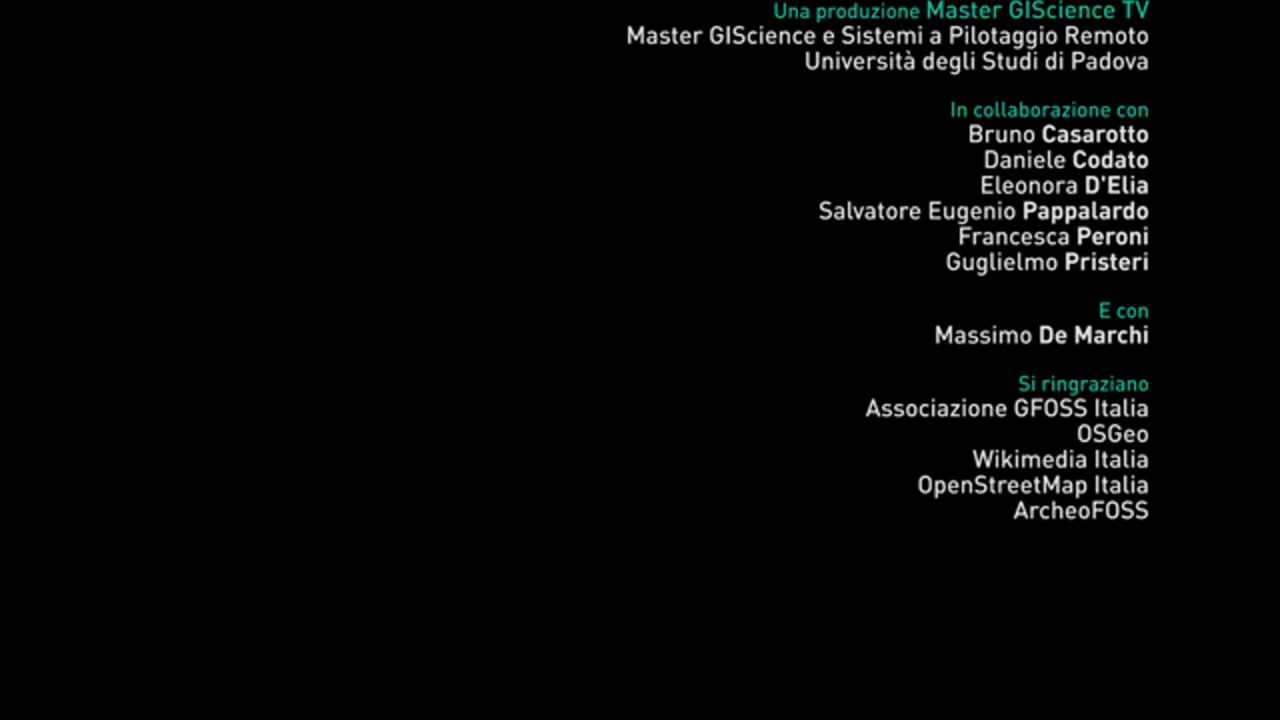 Una produzione Master GIScience TV
Master GIScience e Sistemi a Pilotaggio Remoto
Università degli Studi di Padova
In collaborazione con
Bruno Casarotto
Daniele Codato
Eleonora D'Elia
Salvatore Eugenio Pappalardo
Francesca Peroni
Guglielmo Pristeri
E con
Massimo De Marchi
Si ringraziano
Associazione GFOSS Italia
OSGeo
Wikimedia Italia
OpenStreetMap Italia
ArcheoFOSS